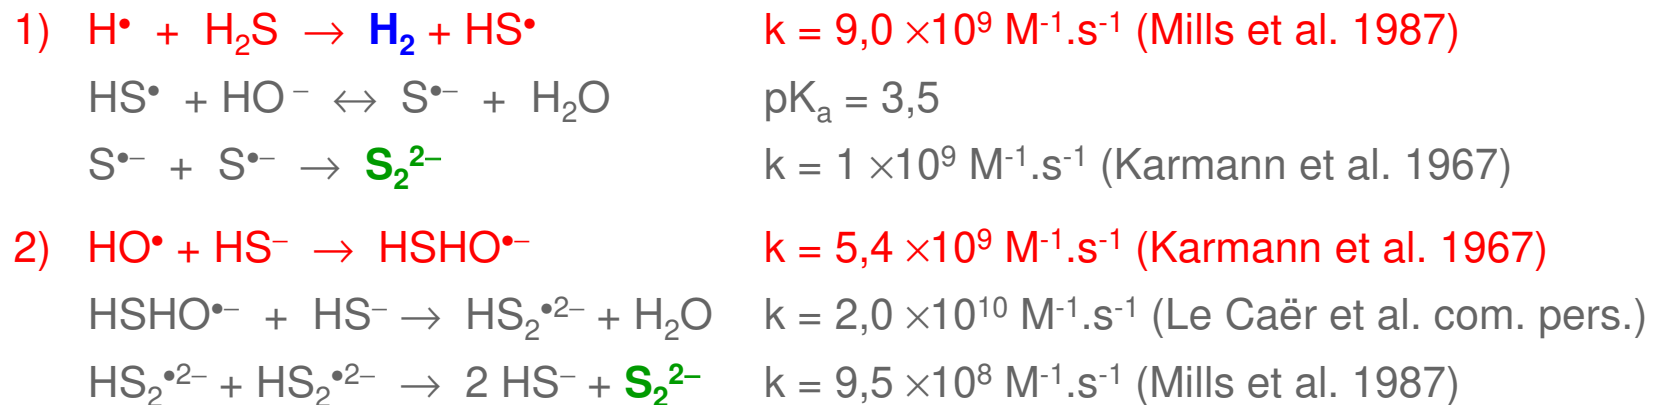 1) H• + H₂S → H₂ + HS• k = 9,0 ×10⁹ M⁻¹.s⁻¹ (Mills et al. 1987)
HS• + HO⁻ ↔ S•⁻ + H₂O pKₐ = 3,5
S•⁻ + S•⁻ → S₂²⁻ k = 1 ×10⁹ M⁻¹.s⁻¹ (Karmann et al. 1967)
2) HO• + HS⁻ → HSHO•⁻ k = 5,4 ×10⁹ M⁻¹.s⁻¹ (Karmann et al. 1967)
HSHO•⁻ + HS⁻ → HS₂•²⁻ + H₂O k = 2,0 ×10¹⁰ M⁻¹.s⁻¹ (Le Caër et al. com. pers.)
HS₂•²⁻ + HS₂•²⁻ → 2 HS⁻ + S₂²⁻ k = 9,5 ×10⁸ M⁻¹.s⁻¹ (Mills et al. 1987)